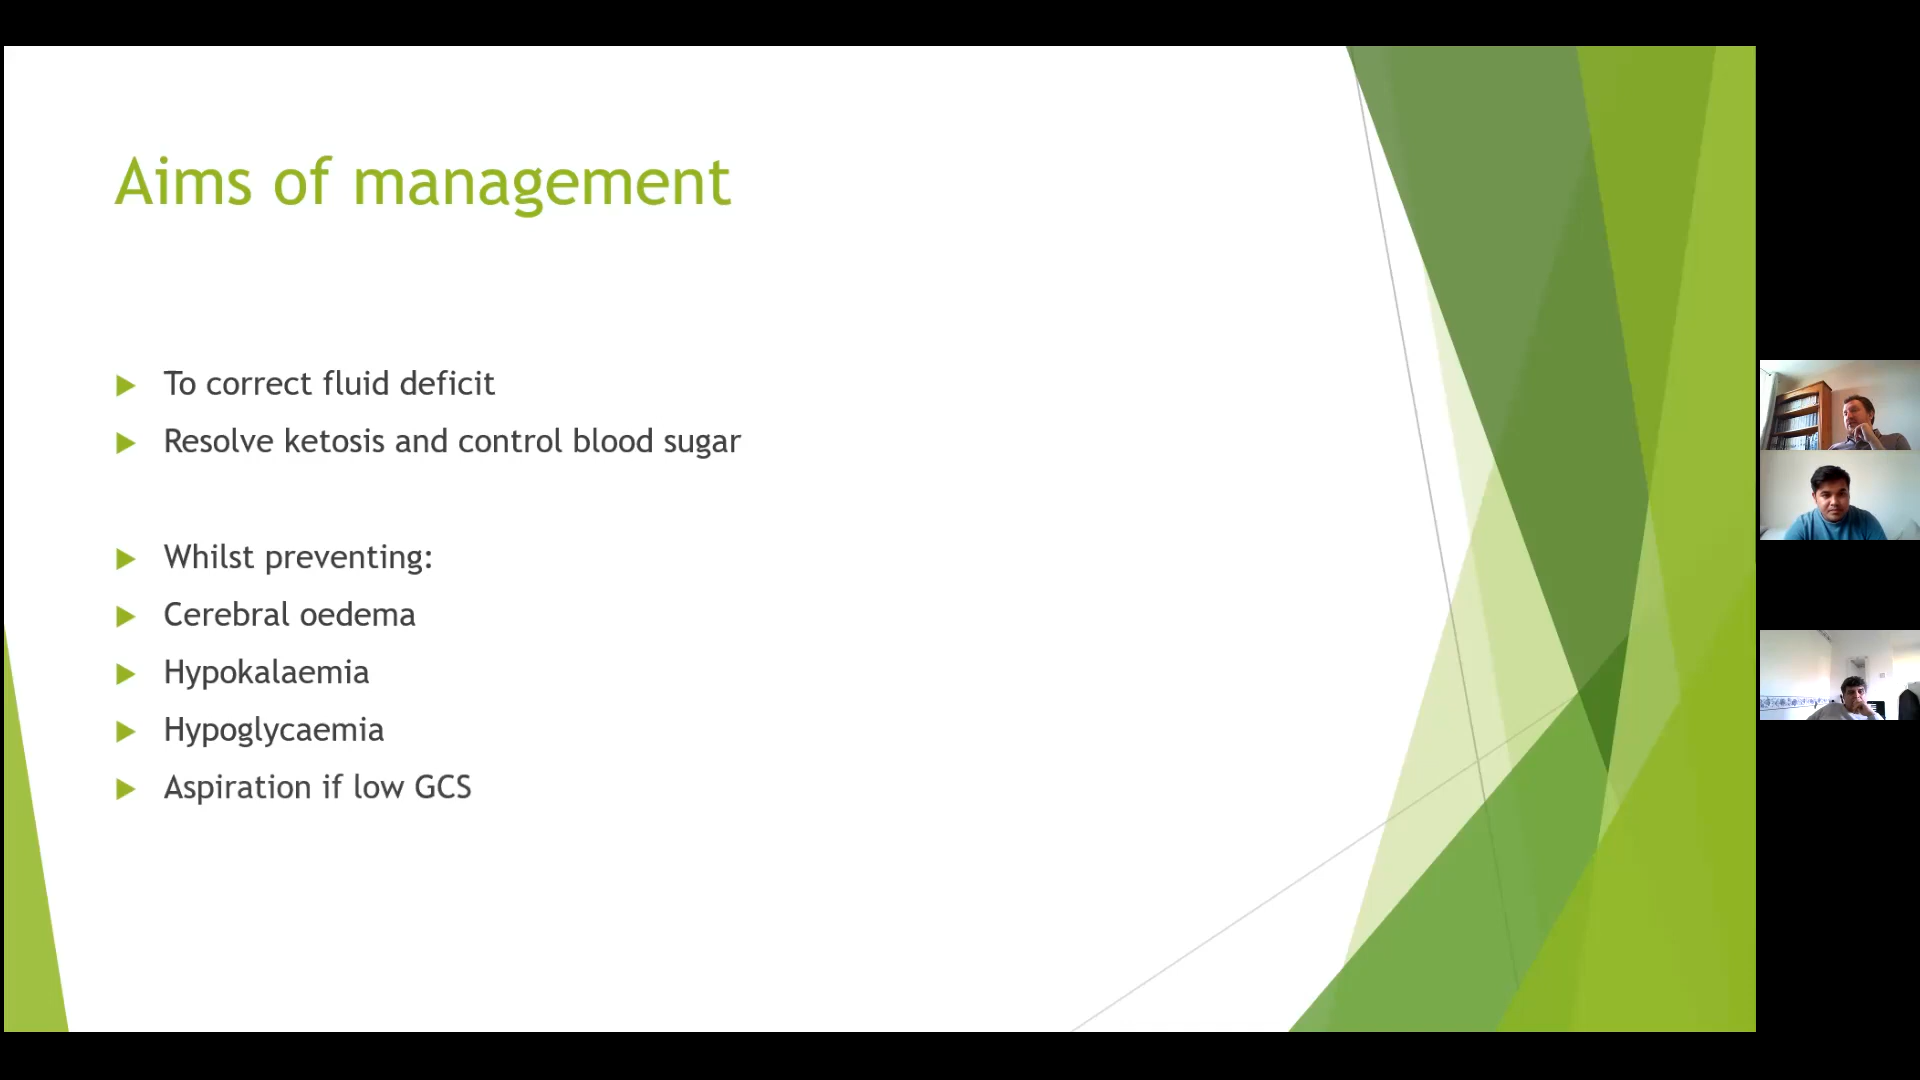 Aims of management
To correct fluid deficit
Resolve ketosis and control blood sugar
Whilst preventing:
Cerebral oedema
Hypokalaemia
Hypoglycaemia
Aspiration if low GCS